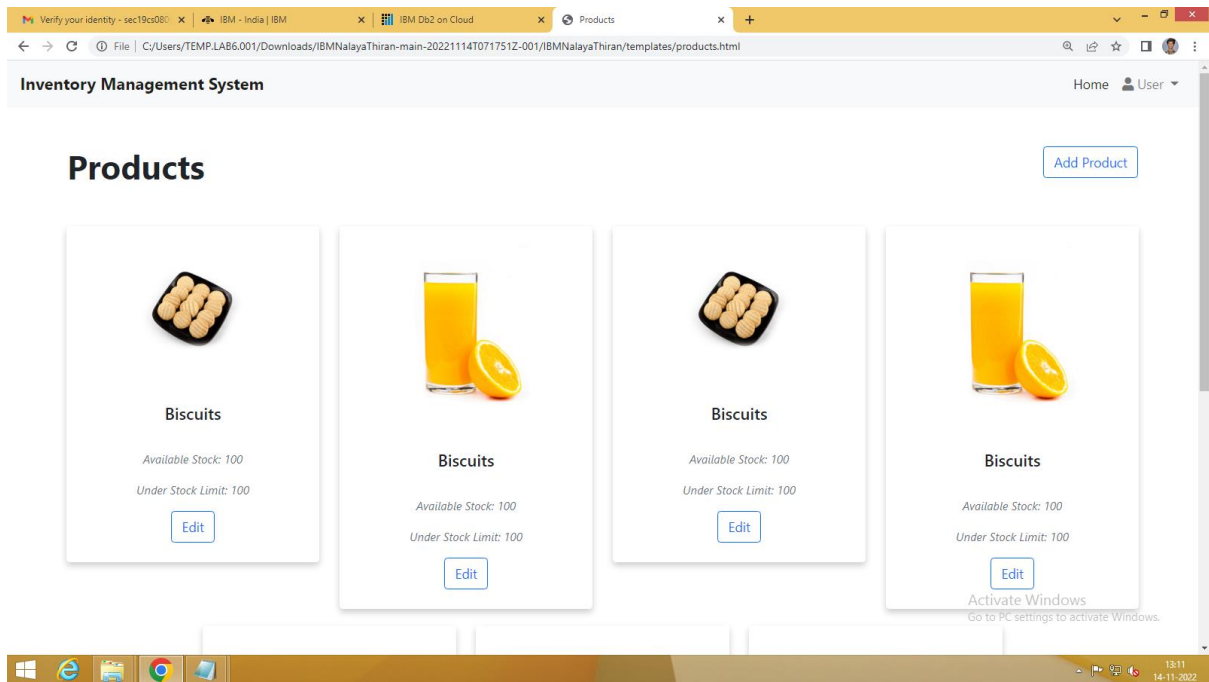 Verify your identity - sec19cs080
IBM - India | IBM
IBM Db2 on Cloud
Products
File | C:/Users/TEMP.LAB6.001/Downloads/IBMNalayaThiran-main-20221114T071751Z-001/IBMNalayaThiran/templates/products.html
Inventory Management System
Home
User
Products
Add Product
Biscuits
Available Stock: 100
Under Stock Limit: 100
Edit
Biscuits
Available Stock: 100
Under Stock Limit: 100
Edit
Biscuits
Available Stock: 100
Under Stock Limit: 100
Edit
Biscuits
Available Stock: 100
Under Stock Limit: 100
Edit
Activate Windows
Go to PC settings to activate Windows.
13:11
14-11-2022